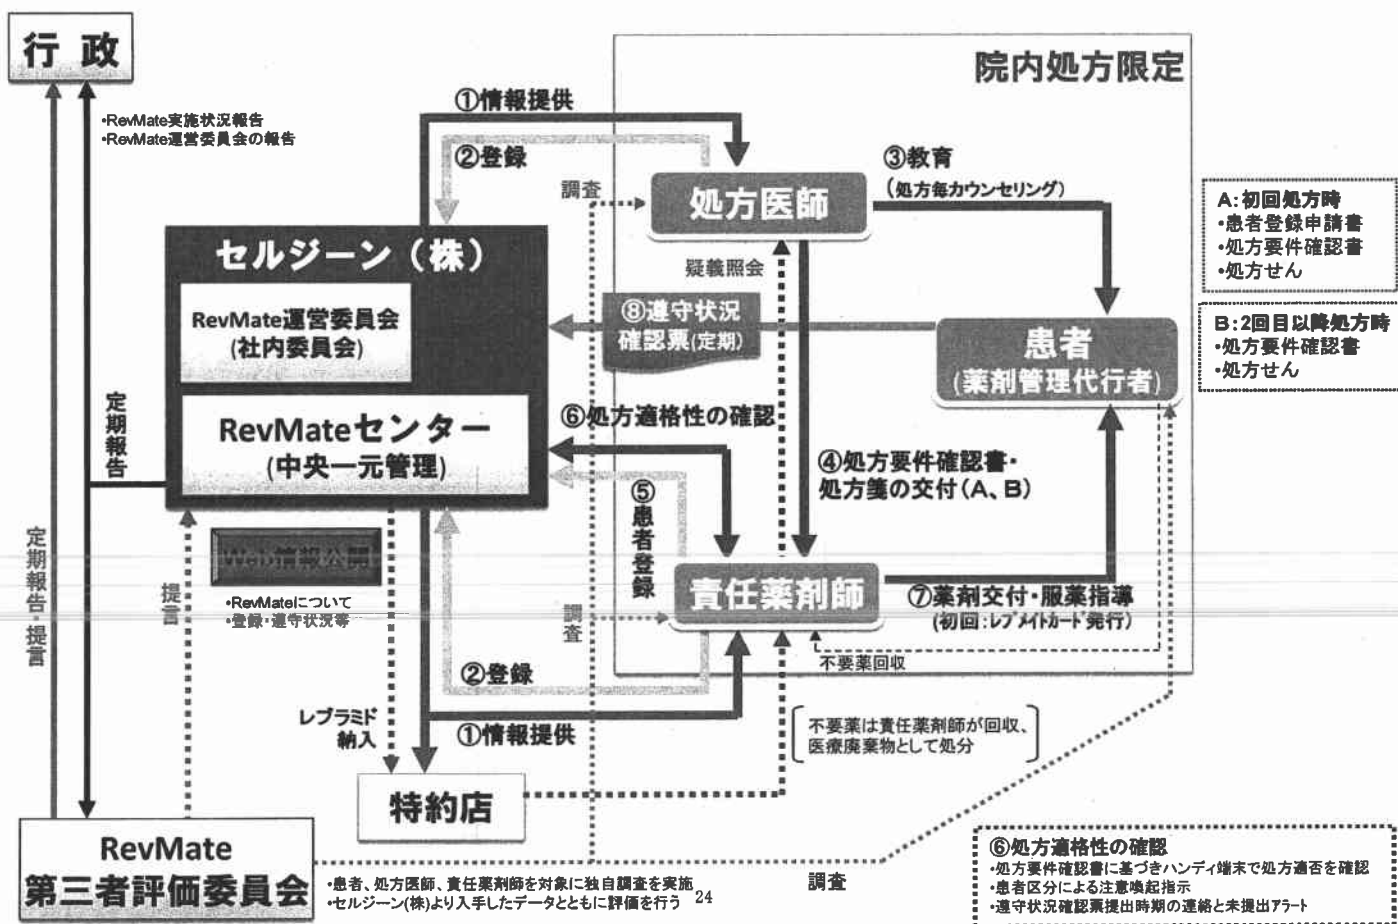 行 政
院内処方限定
①情報提供
・RevMate実施状況報告
・RevMate運営委員会の報告
②登録
③教育
(処方毎カウンセリング)
調査
処方医師
A:初回処方時
・患者登録申請書
・処方要件確認書
・処方せん
セルジーン(株)
疑義照会
RevMate運営委員会
(社内委員会)
⑧遵守状況
確認票(定期)
患者
(薬剤管理代行者)
B:2回目以降処方時
・処方要件確認書
・処方せん
定期報告
⑥処方適格性の確認
RevMateセンター
(中央一元管理)
④処方要件確認書・
処方箋の交付(A、B)
⑤患者登録
定期報告・提言
提言
Web情報公開
・RevMateについて
・登録・遵守状況等
調査
責任薬剤師
⑦薬剤交付・服薬指導
(初回:レブメイトカード発行)
不要薬回収
②登録
レブラミド
納入
①情報提供
不要薬は責任薬剤師が回収、
医療廃棄物として処分
特約店
RevMate
第三者評価委員会
・患者、処方医師、責任薬剤師を対象に独自調査を実施
・セルジーン(株)より入手したデータとともに評価を行う
24
調査
⑥処方適格性の確認
・処方要件確認書に基づきハンディ端末で処方適否を確認
・患者区分による注意喚起指示
・遵守状況確認票提出時期の連絡と未提出アラート